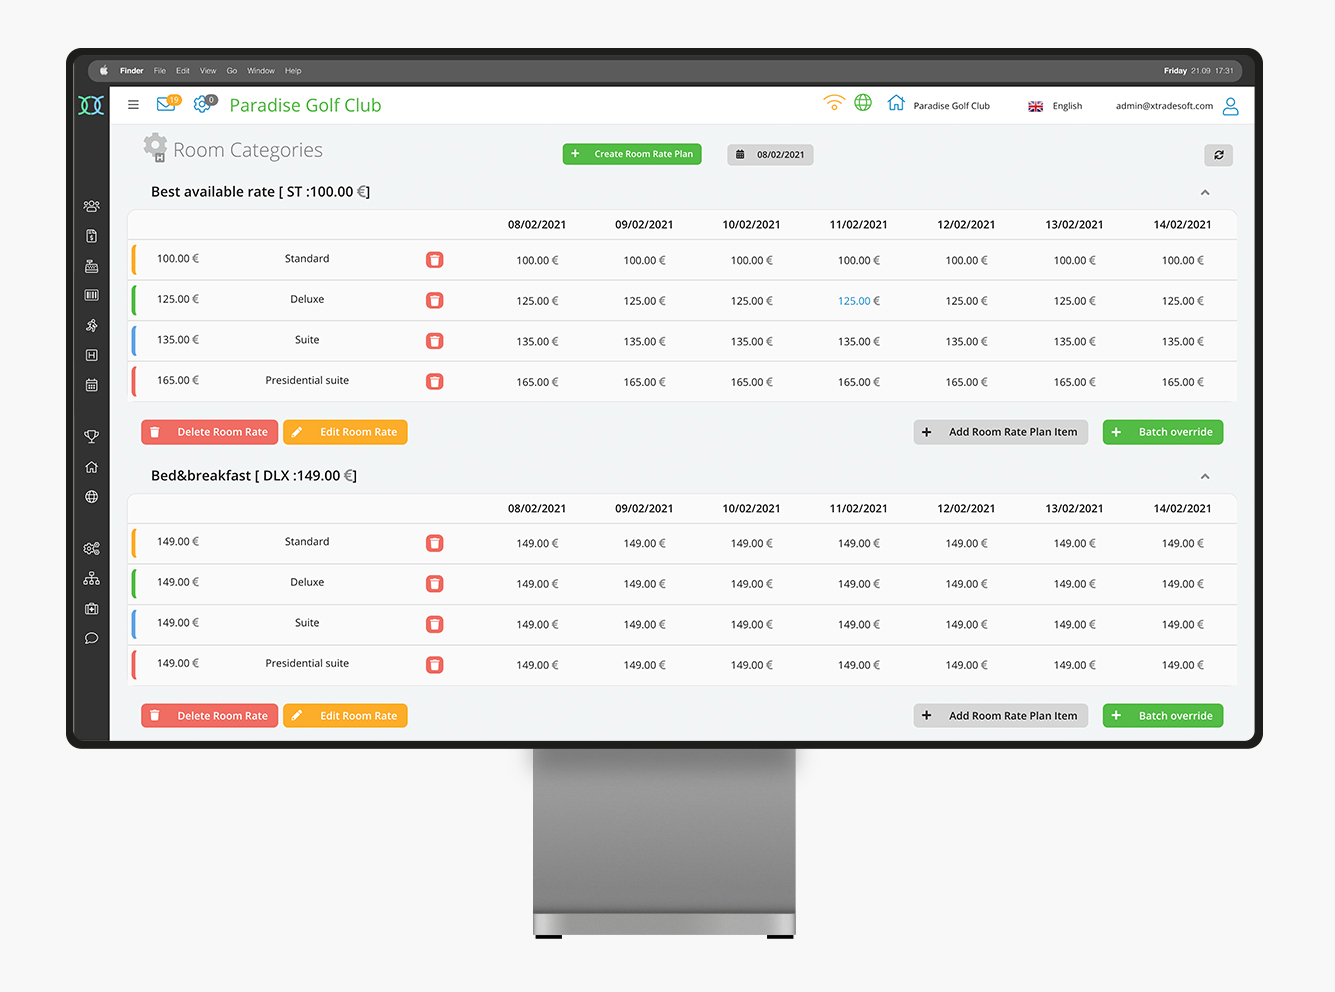 Finder File Edit View Go Window Help Friday 21.09 17:31
19 0 Paradise Golf Club Paradise Golf Club English admin@xtradesoft.com
H Room Categories + Create Room Rate Plan 08/02/2021
Best available rate [ ST :100.00 €]
08/02/2021 09/02/2021 10/02/2021 11/02/2021 12/02/2021 13/02/2021 14/02/2021
100.00 € Standard 100.00 € 100.00 € 100.00 € 100.00 € 100.00 € 100.00 € 100.00 €
125.00 € Deluxe 125.00 € 125.00 € 125.00 € 125.00 € 125.00 € 125.00 € 125.00 €
135.00 € Suite 135.00 € 135.00 € 135.00 € 135.00 € 135.00 € 135.00 € 135.00 €
165.00 € Presidential suite 165.00 € 165.00 € 165.00 € 165.00 € 165.00 € 165.00 € 165.00 €
Delete Room Rate Edit Room Rate + Add Room Rate Plan Item + Batch override
Bed&breakfast [ DLX :149.00 €]
08/02/2021 09/02/2021 10/02/2021 11/02/2021 12/02/2021 13/02/2021 14/02/2021
149.00 € Standard 149.00 € 149.00 € 149.00 € 149.00 € 149.00 € 149.00 € 149.00 €
149.00 € Deluxe 149.00 € 149.00 € 149.00 € 149.00 € 149.00 € 149.00 € 149.00 €
149.00 € Suite 149.00 € 149.00 € 149.00 € 149.00 € 149.00 € 149.00 € 149.00 €
149.00 € Presidential suite 149.00 € 149.00 € 149.00 € 149.00 € 149.00 € 149.00 € 149.00 €
Delete Room Rate Edit Room Rate + Add Room Rate Plan Item + Batch override